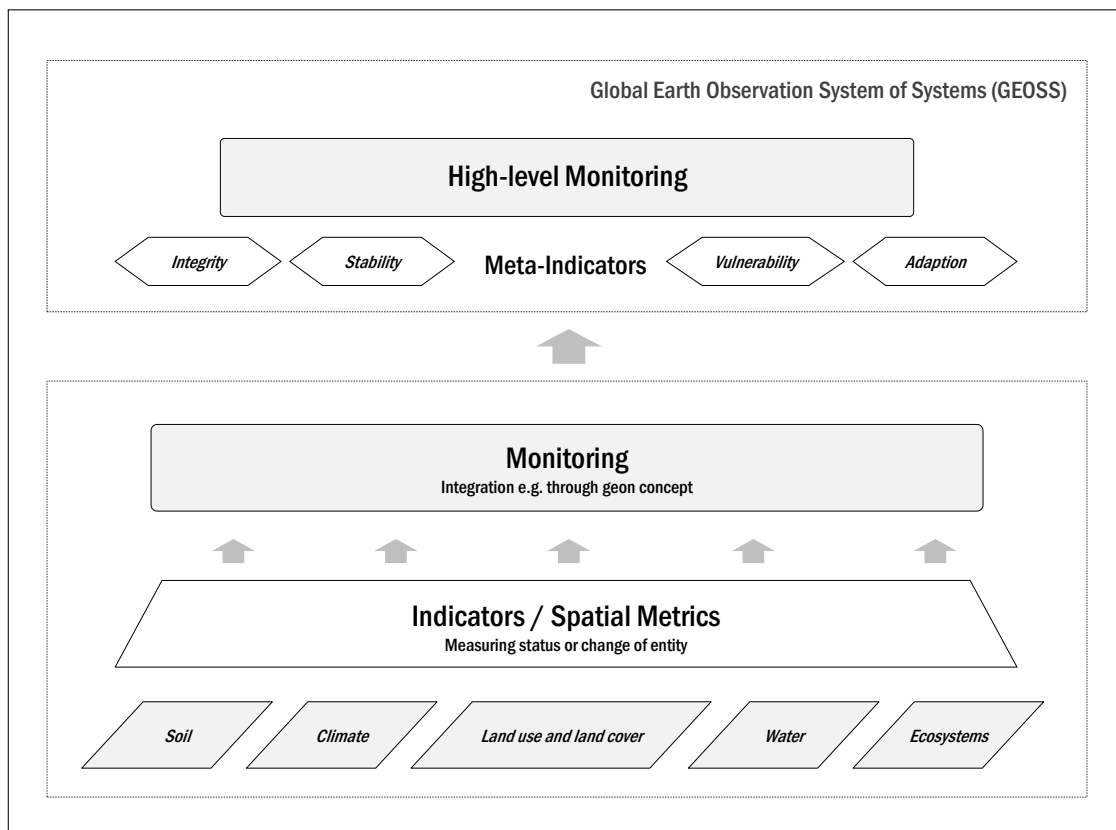 Global Earth Observation System of Systems (GEOSS)
High-level Monitoring
Integrity
Stability
Meta-Indicators
Vulnerability
Adaption
Monitoring
Integration e.g. through geon concept
Indicators / Spatial Metrics
Measuring status or change of entity
Soil
Climate
Land use and land cover
Water
Ecosystems